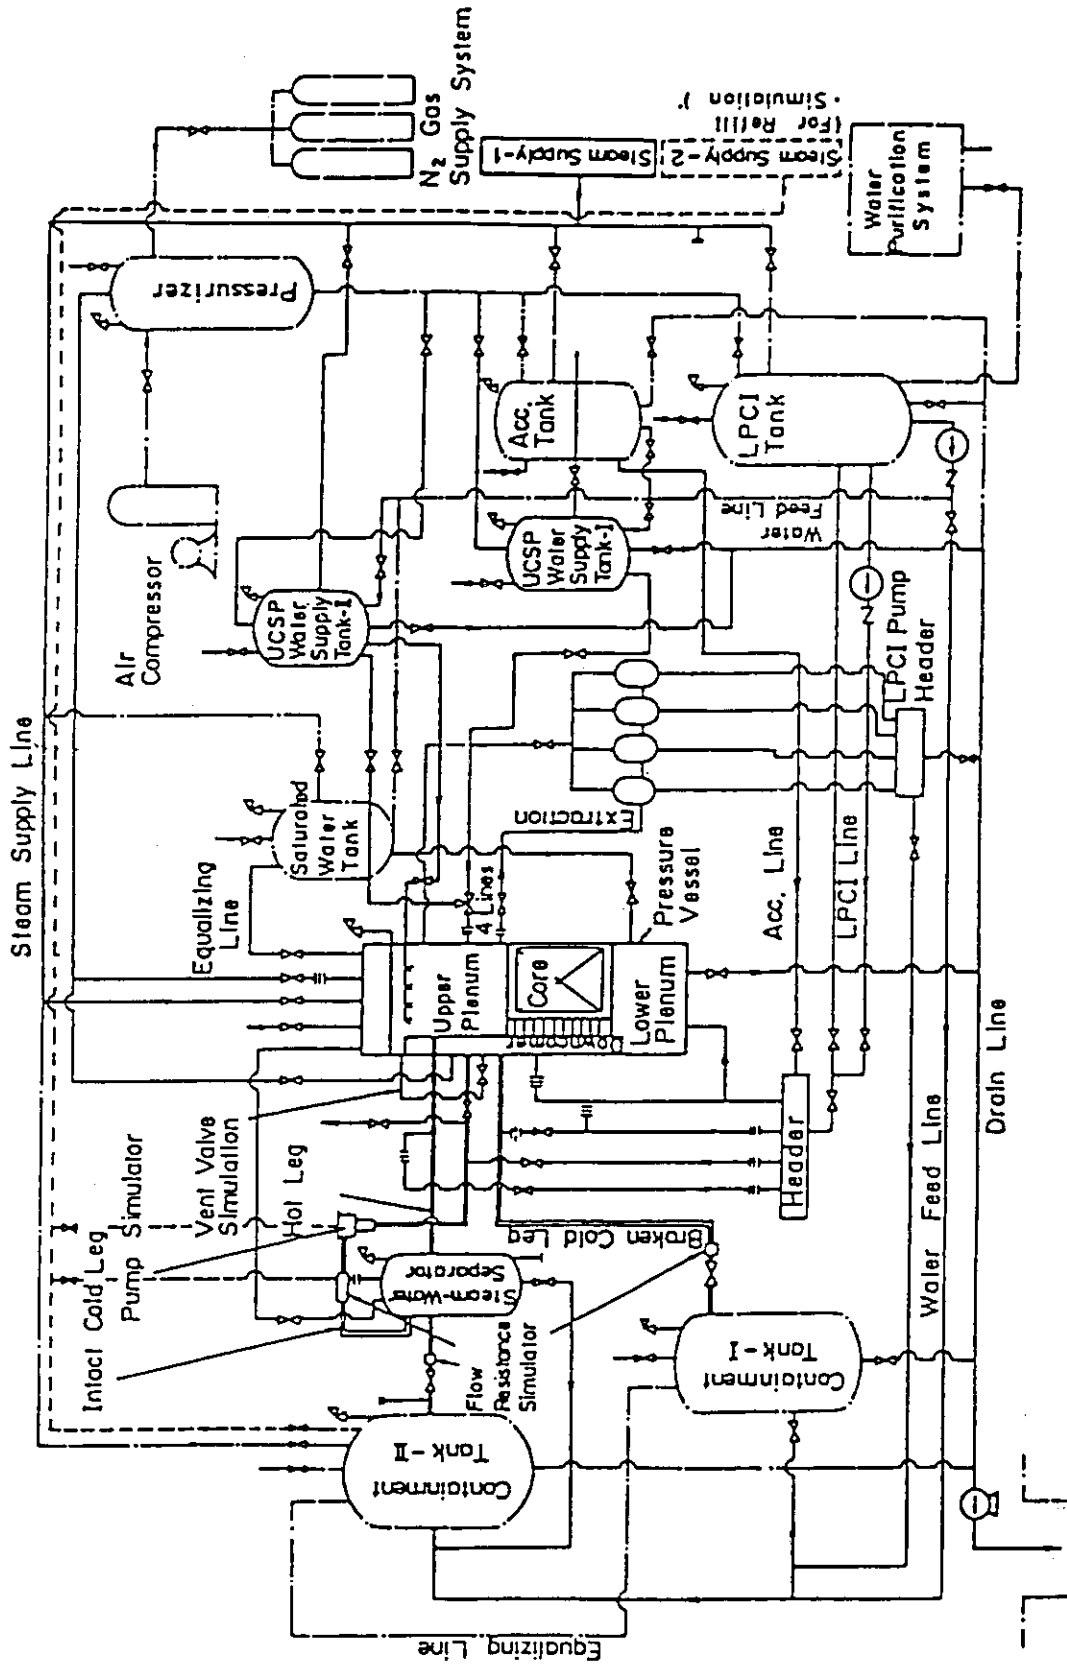 Steam Supply Line
Equalizing
Line
Air
Compressor
Pressurizer
N₂ Gas
Supply System
Steam Supply-1
Steam Supply-2
(For Refill
Simulation)
Water
Purification
System
UCSP
Water
Supply
Tank-I
Saturated
Water
Tank
Acc.
Tank
LPCI
Tank
UCSP
Water
Supply
Tank-I
Water
Feed Line
LPCI Pump
Header
Extraction
4 Lines
Pressure
Vessel
Upper
Plenum
Core
Downcomer
Lower
Plenum
Acc. Line
LPCI Line
Header
Vent Valve
Simulation
Hot Leg
Intact Cold Leg
Pump Simulator
Steam-Water
Separator
Broken Cold Leg
Flow
Resistance
Simulator
Containment
Tank-II
Containment
Tank-I
Water Feed Line
Drain Line
Equalizing Line